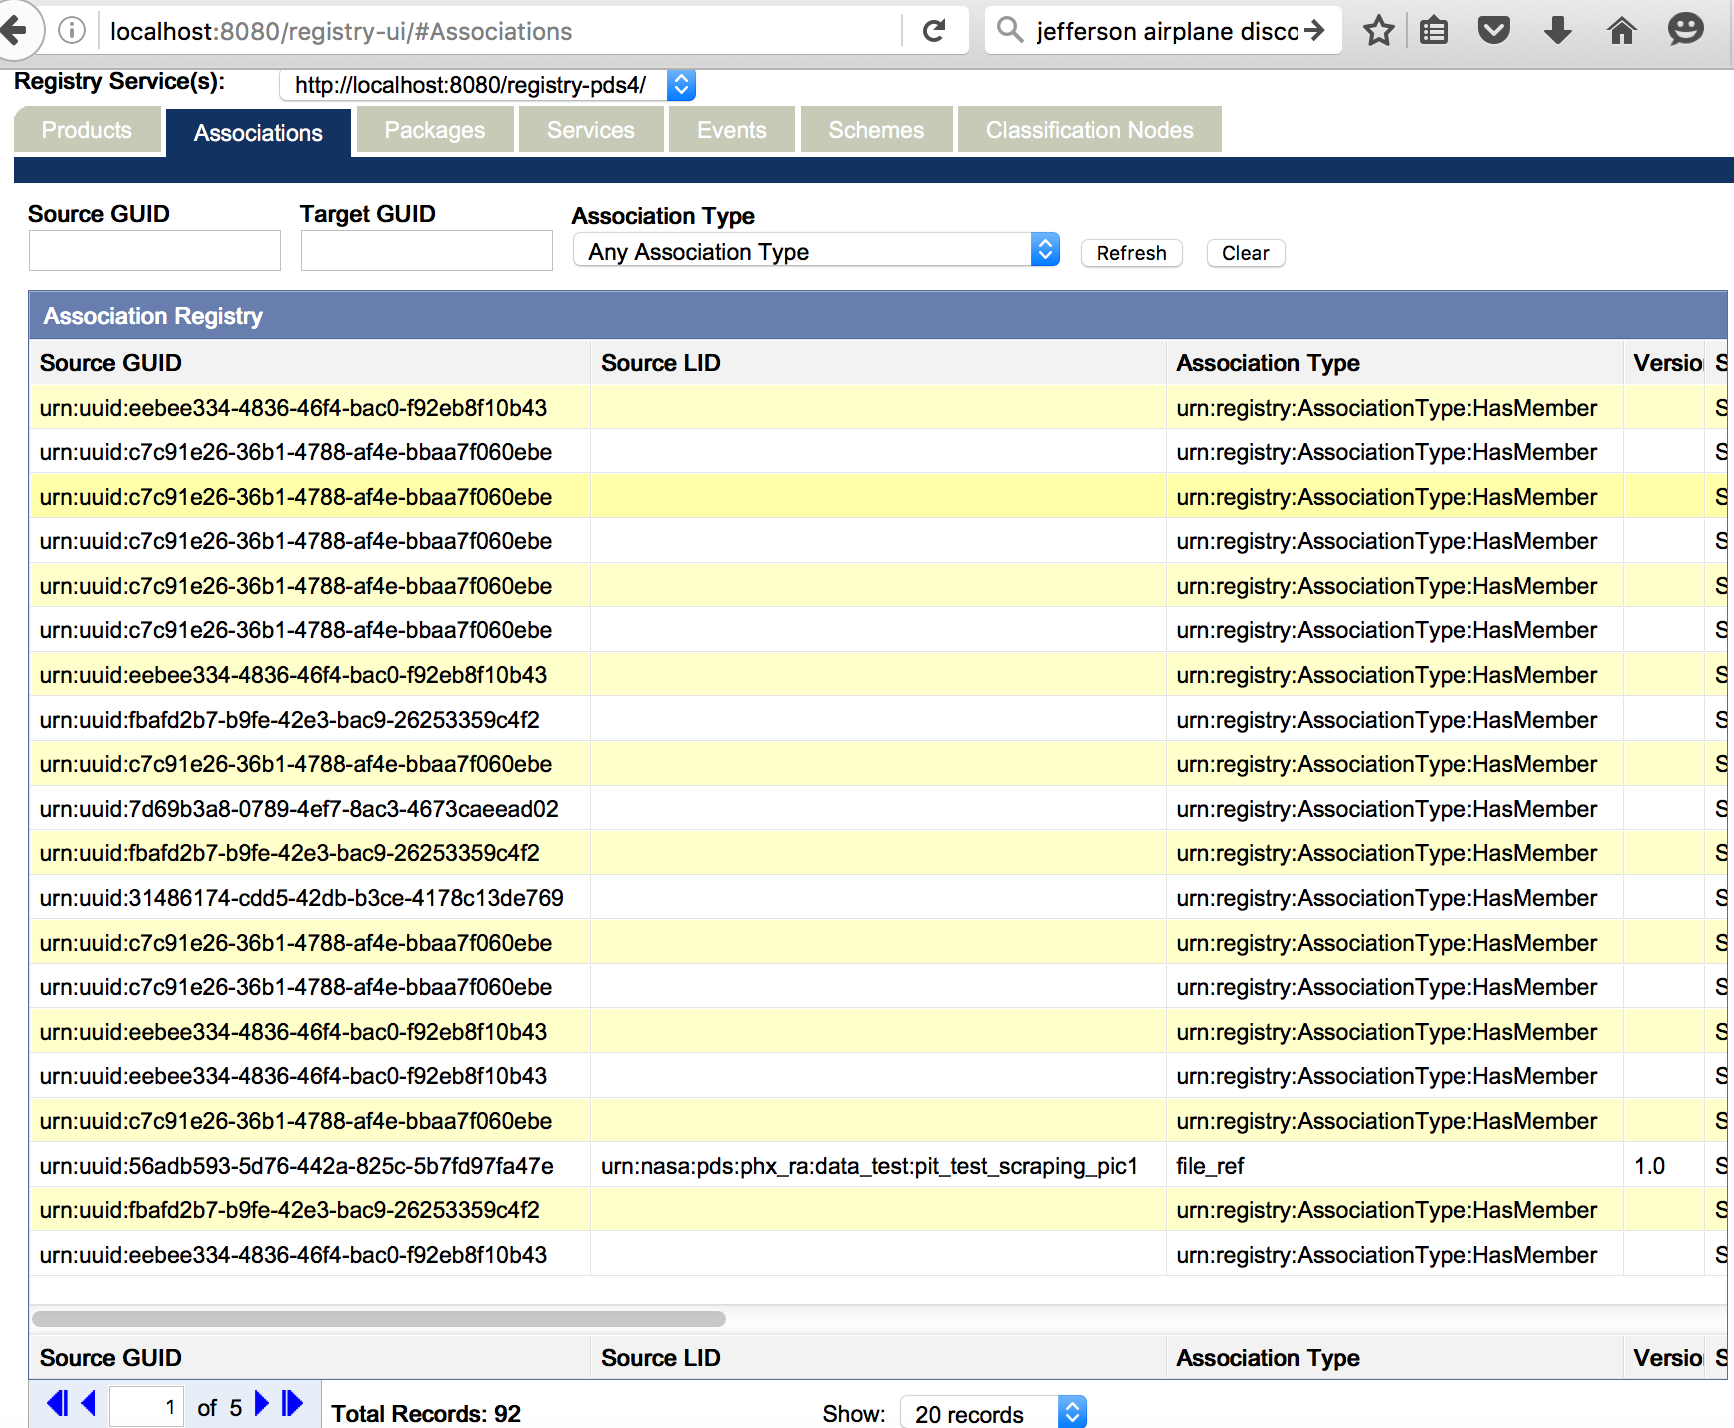 localhost:8080/registry-ui/#Associations
jefferson airplane disco
Registry Service(s): http://localhost:8080/registry-pds4/
Products Associations Packages Services Events Schemes Classification Nodes
Source GUID Target GUID Association Type
Any Association Type Refresh Clear
Association Registry
Source GUID Source LID Association Type Versio S
urn:uuid:eebee334-4836-46f4-bac0-f92eb8f10b43 urn:registry:AssociationType:HasMember S
urn:uuid:c7c91e26-36b1-4788-af4e-bbaa7f060ebe urn:registry:AssociationType:HasMember S
urn:uuid:c7c91e26-36b1-4788-af4e-bbaa7f060ebe urn:registry:AssociationType:HasMember S
urn:uuid:c7c91e26-36b1-4788-af4e-bbaa7f060ebe urn:registry:AssociationType:HasMember S
urn:uuid:c7c91e26-36b1-4788-af4e-bbaa7f060ebe urn:registry:AssociationType:HasMember S
urn:uuid:c7c91e26-36b1-4788-af4e-bbaa7f060ebe urn:registry:AssociationType:HasMember S
urn:uuid:eebee334-4836-46f4-bac0-f92eb8f10b43 urn:registry:AssociationType:HasMember S
urn:uuid:fbafd2b7-b9fe-42e3-bac9-26253359c4f2 urn:registry:AssociationType:HasMember S
urn:uuid:c7c91e26-36b1-4788-af4e-bbaa7f060ebe urn:registry:AssociationType:HasMember S
urn:uuid:7d69b3a8-0789-4ef7-8ac3-4673caeead02 urn:registry:AssociationType:HasMember S
urn:uuid:fbafd2b7-b9fe-42e3-bac9-26253359c4f2 urn:registry:AssociationType:HasMember S
urn:uuid:31486174-cdd5-42db-b3ce-4178c13de769 urn:registry:AssociationType:HasMember S
urn:uuid:c7c91e26-36b1-4788-af4e-bbaa7f060ebe urn:registry:AssociationType:HasMember S
urn:uuid:c7c91e26-36b1-4788-af4e-bbaa7f060ebe urn:registry:AssociationType:HasMember S
urn:uuid:eebee334-4836-46f4-bac0-f92eb8f10b43 urn:registry:AssociationType:HasMember S
urn:uuid:eebee334-4836-46f4-bac0-f92eb8f10b43 urn:registry:AssociationType:HasMember S
urn:uuid:c7c91e26-36b1-4788-af4e-bbaa7f060ebe urn:registry:AssociationType:HasMember S
urn:uuid:56adb593-5d76-442a-825c-5b7fd97fa47e urn:nasa:pds:phx_ra:data_test:pit_test_scraping_pic1 file_ref 1.0 S
urn:uuid:fbafd2b7-b9fe-42e3-bac9-26253359c4f2 urn:registry:AssociationType:HasMember S
urn:uuid:eebee334-4836-46f4-bac0-f92eb8f10b43 urn:registry:AssociationType:HasMember S
Source GUID Source LID Association Type Versio S
1 of 5 Total Records: 92 Show: 20 records